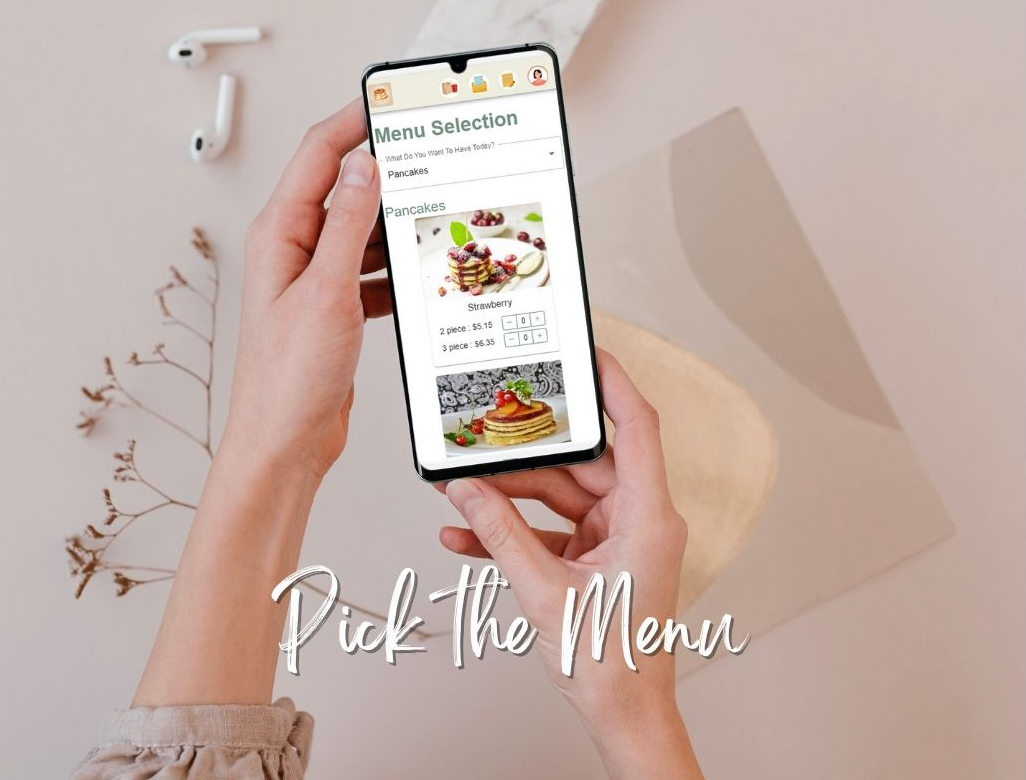 Menu Selection
What Do You Want To Have Today?
Pancakes
Pancakes
Strawberry
2 piece : $5.15 − 0 +
3 piece : $6.35 − 0 +
Pick the Menu